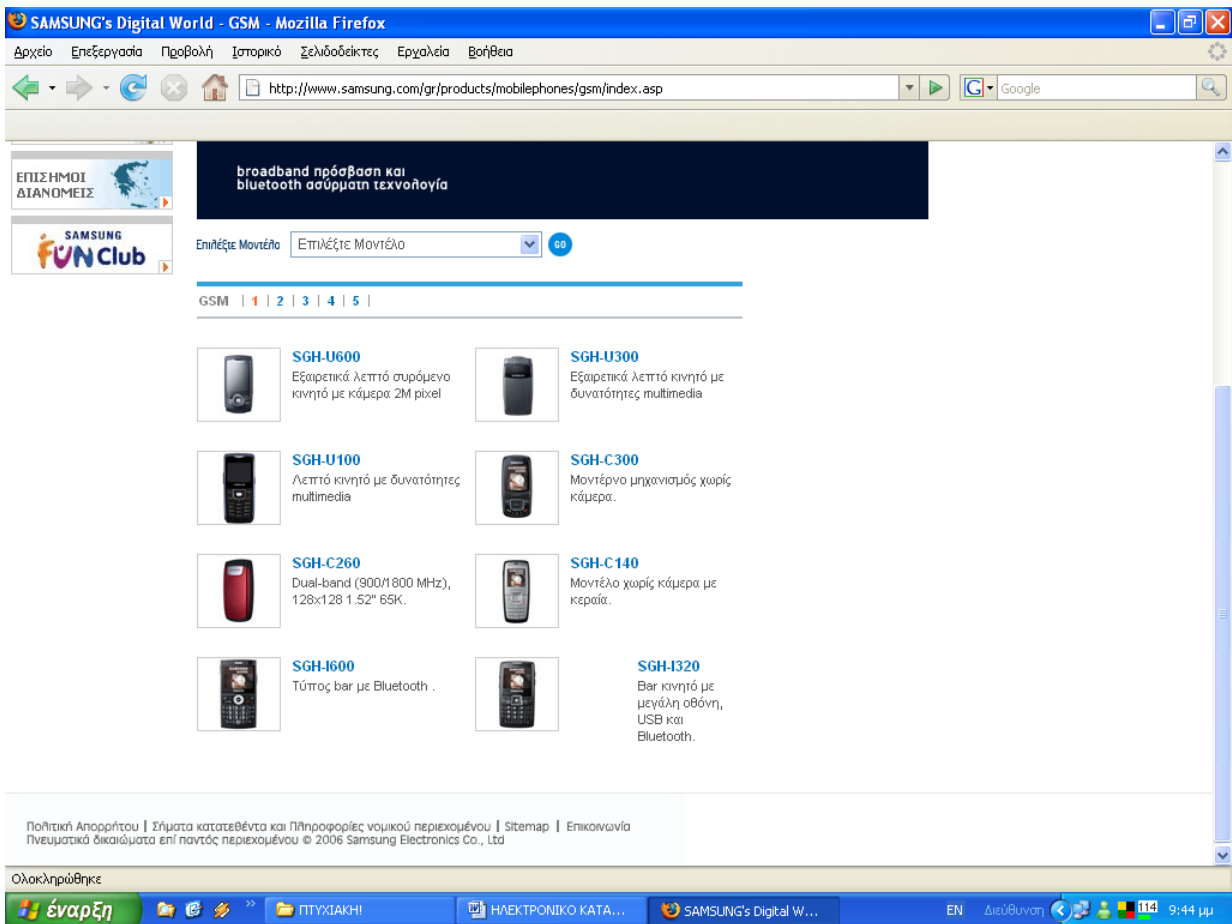 SAMSUNG's Digital World - GSM - Mozilla Firefox
Αρχείο Επεξεργασία Προβολή Ιστορικό Σελιδοδείκτες Εργαλεία Βοήθεια
http://www.samsung.com/gr/products/mobilephones/gsm/index.asp
G Google
ΕΠΙΣΗΜΟΙ
ΔΙΑΝΟΜΕΙΣ
broadband πρόσβαση και
bluetooth ασύρματη τεχνολογία
SAMSUNG
FUN Club
Επιλέξτε Μοντέλο Επιλέξτε Μοντέλο GO
GSM | 1 | 2 | 3 | 4 | 5 |
SGH-U600
Εξαιρετικά λεπτό συρόμενο
κινητό με κάμερα 2M pixel
SGH-U300
Εξαιρετικά λεπτό κινητό με
δυνατότητες multimedia
SGH-U100
Λεπτό κινητό με δυνατότητες
multimedia
SGH-C300
Μοντέρνο μηχανισμός χωρίς
κάμερα.
SGH-C260
Dual-band (900/1800 MHz),
128x128 1.52" 65K.
SGH-C140
Μοντέλο χωρίς κάμερα με
κεραία.
SGH-I600
Τύπος bar με Bluetooth .
SGH-I320
Bar κινητό με
μεγάλη οθόνη,
USB και
Bluetooth.
Πολιτική Απορρήτου | Σήματα κατατεθέντα και Πληροφορίες νομικού περιεχομένου | Sitemap | Επικοινωνία
Πνευματικά δικαιώματα επί παντός περιεχομένου © 2006 Samsung Electronics Co., Ltd
Ολοκληρώθηκε
έναρξη » ΠΤΥΧΙΑΚΗ! ΗΛΕΚΤΡΟΝΙΚΟ ΚΑΤΑ... SAMSUNG's Digital W... EN Διεύθυνση 114 9:44 μμ